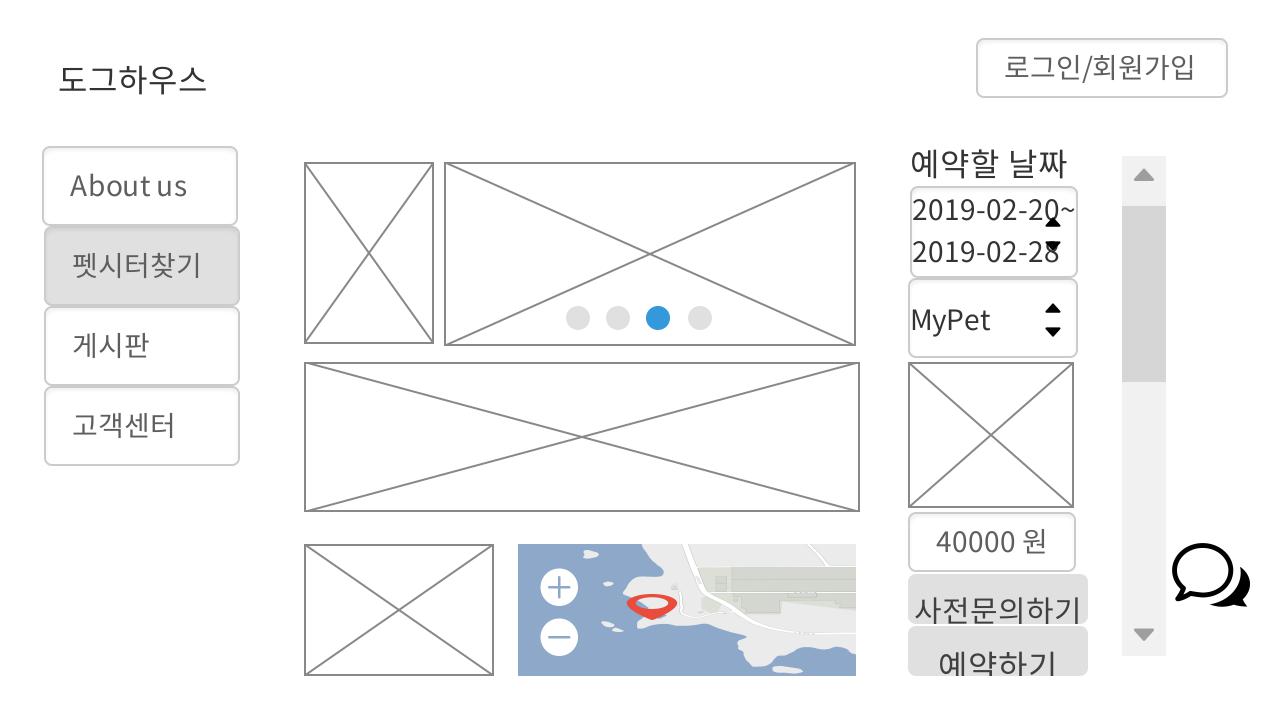 도그하우스
로그인/회원가입
About us
펫시터찾기
게시판
고객센터
예약할 날짜
2019-02-20~
2019-02-28
MyPet
40000 원
사전문의하기
예약하기